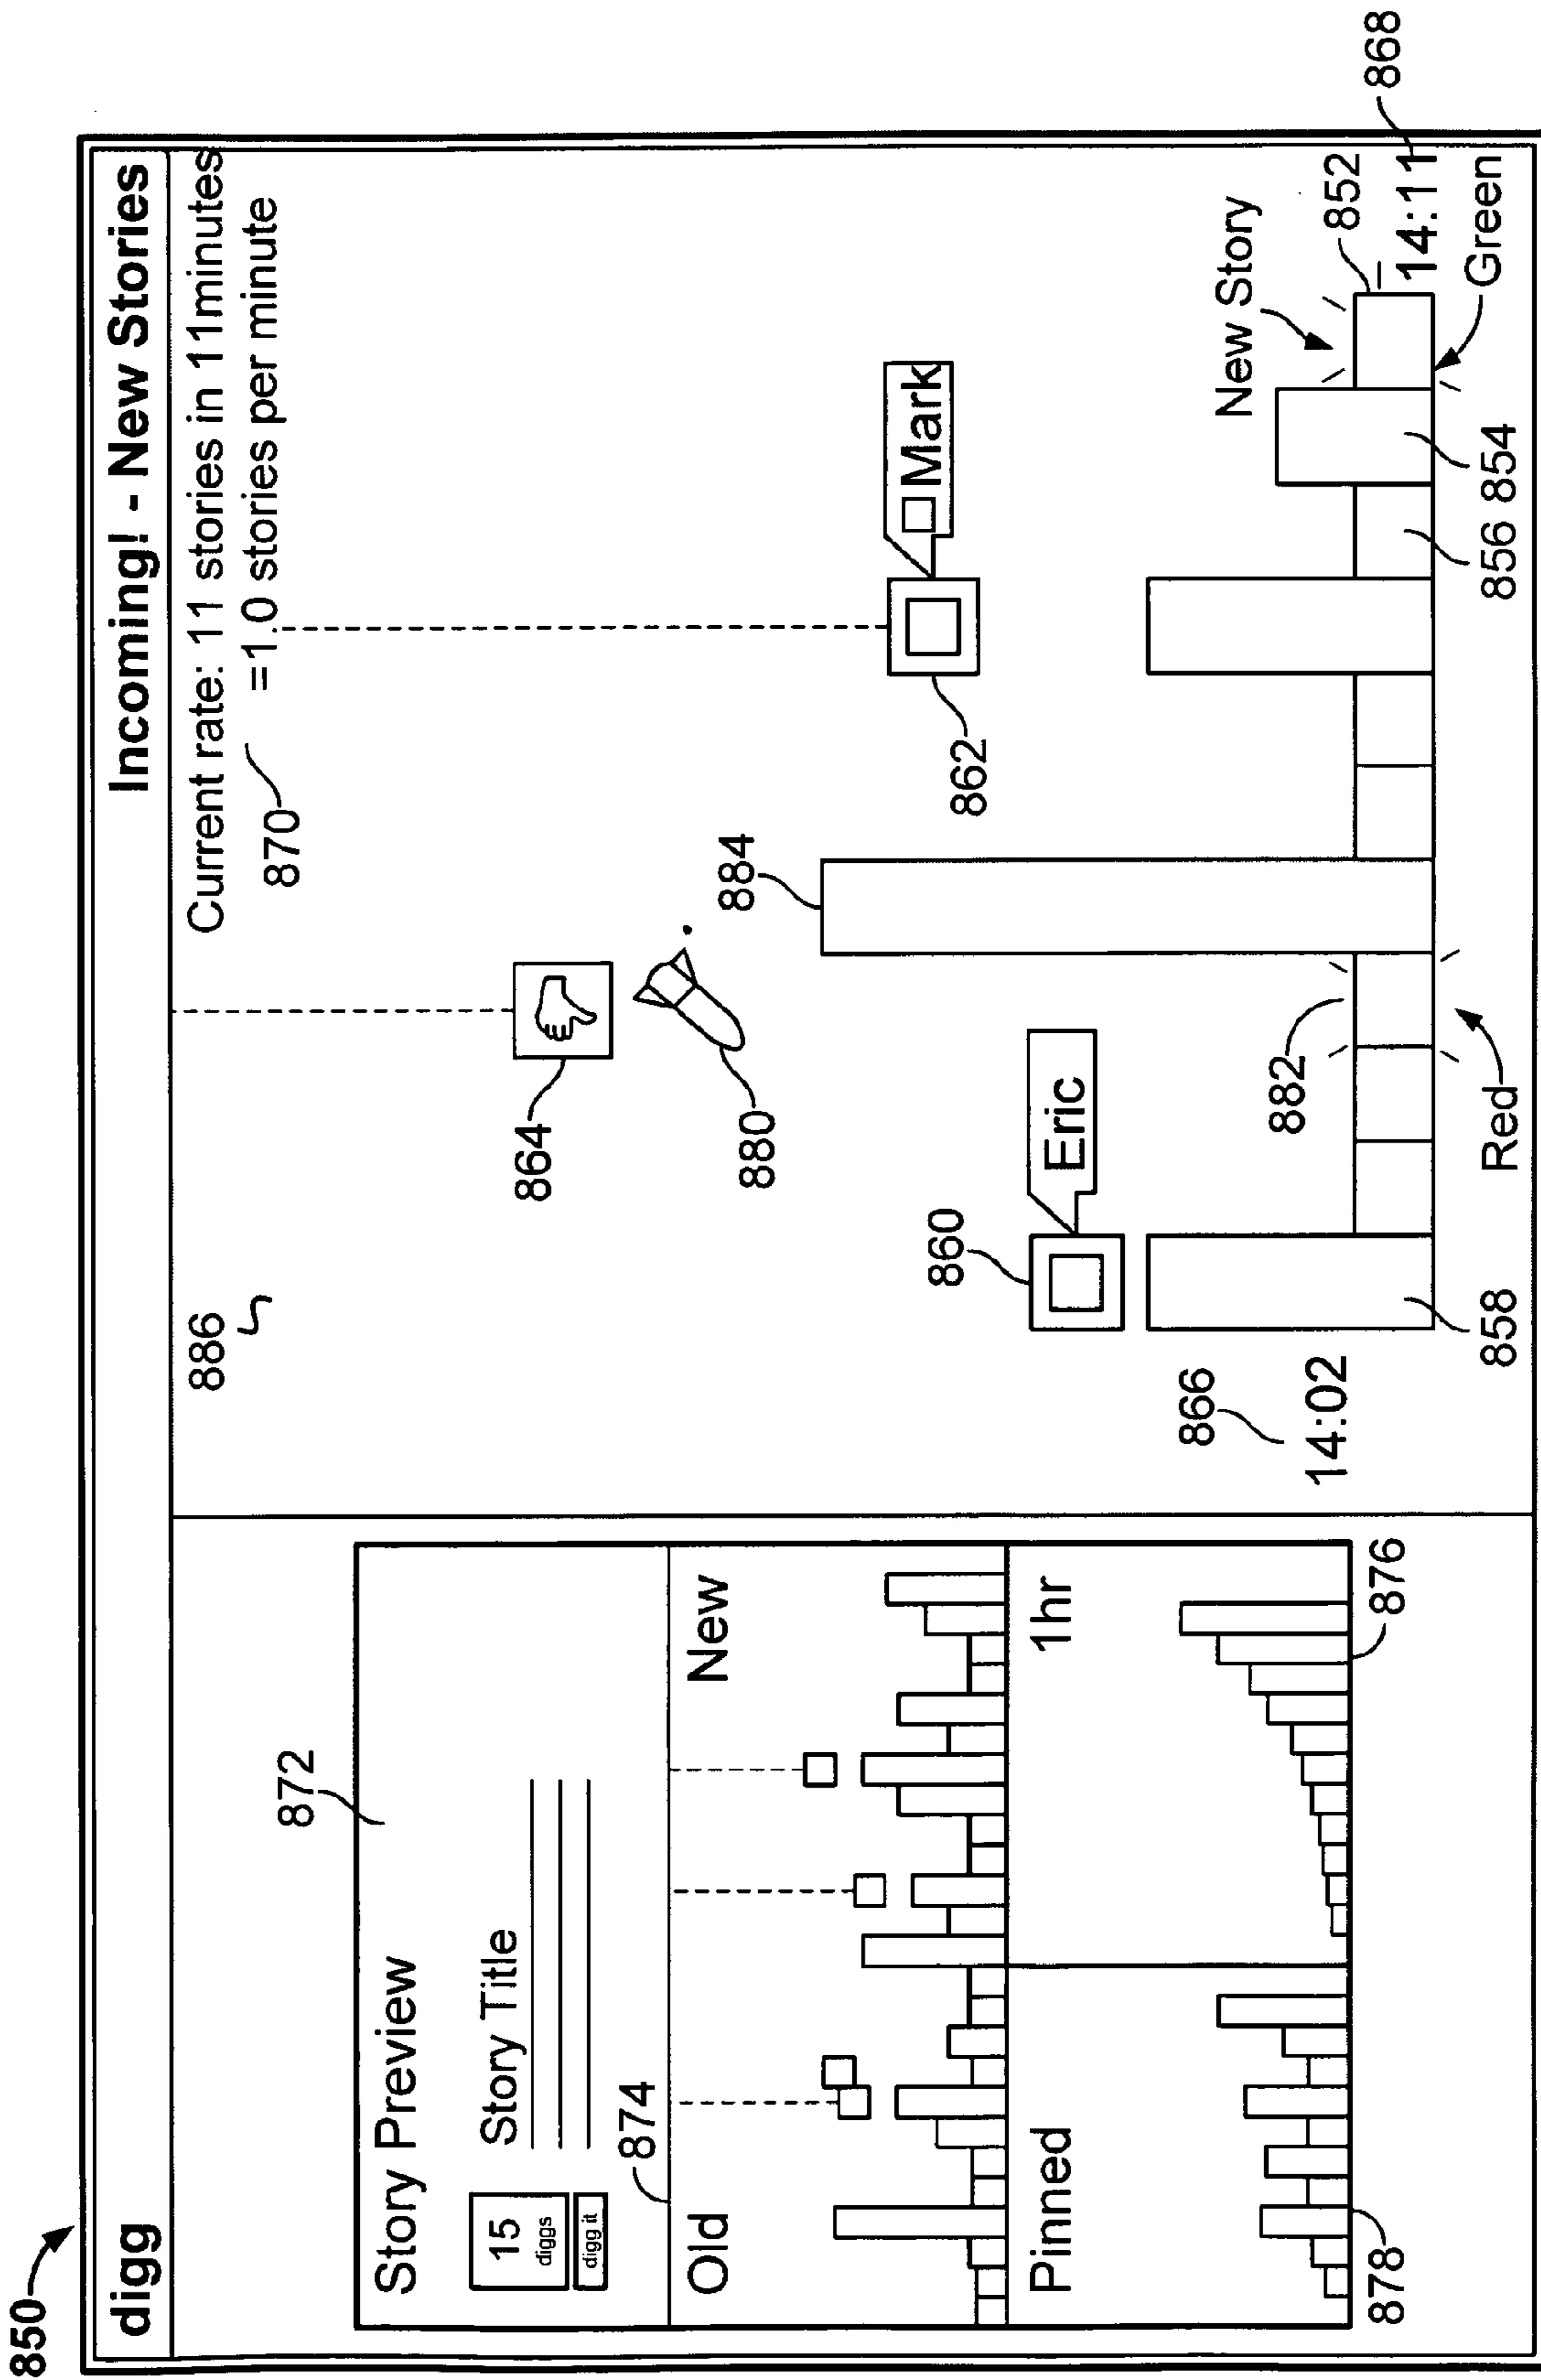 850
digg
Incoming! - New Stories
Current rate: 11 stories in 11minutes
=1.0 stories per minute
870
886
872
Story Preview
15
diggs
digg it
Story Title
874
Old
New
Pinned
1hr
878
876
864
880
884
862
Mark
860
Eric
866
14:02
858
882
Red
New Story
852
14:11
868
Green
856
854